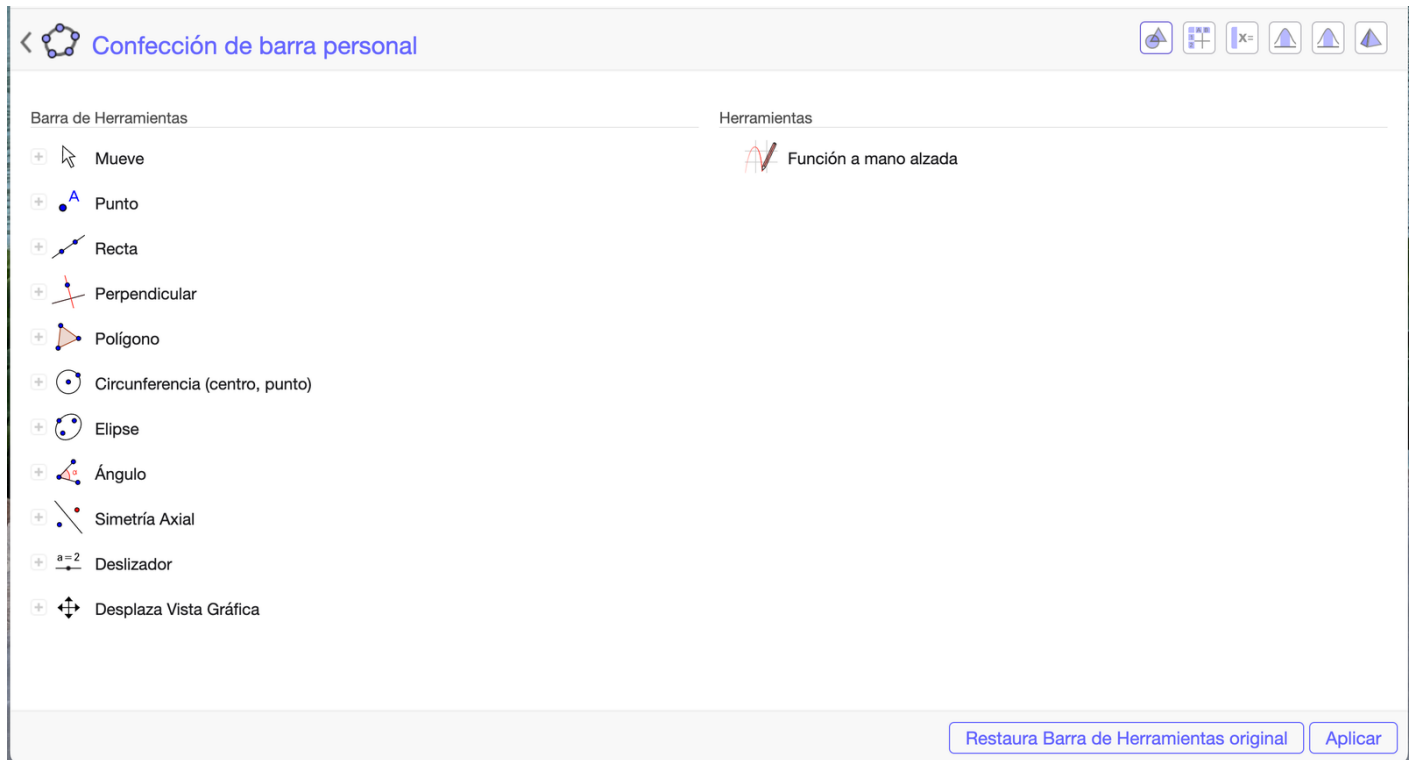 Confección de barra personal
X=
Barra de Herramientas
Mueve
A
Punto
Recta
Perpendicular
Polígono
Circunferencia (centro, punto)
Elipse
α
Ángulo
Simetría Axial
a=2
Deslizador
Desplaza Vista Gráfica
Herramientas
Función a mano alzada
Restaura Barra de Herramientas original
Aplicar